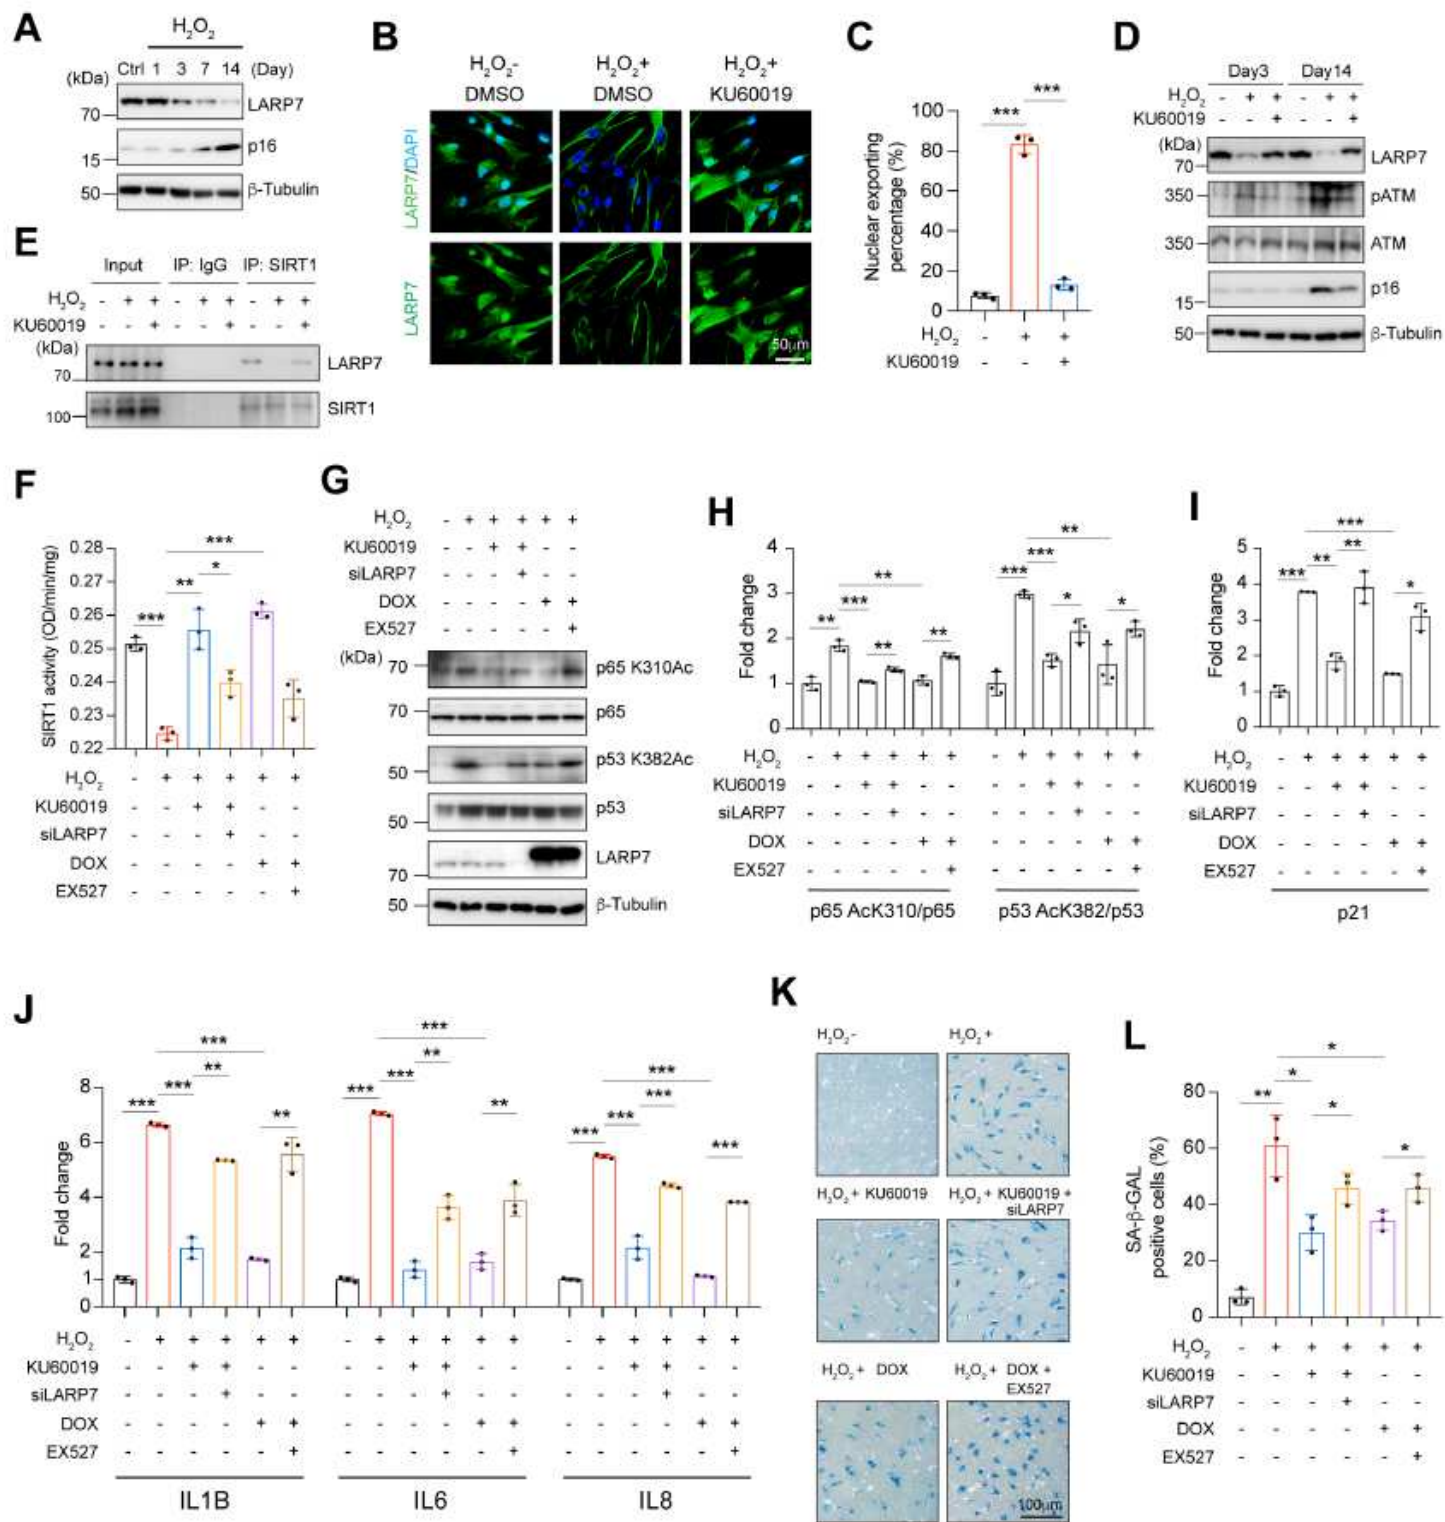 A
H₂O₂
(kDa) Ctrl 1 3 7 14 (Day)
70 LARP7
15 p16
50 β-Tubulin
B
H₂O₂- H₂O₂+ H₂O₂+
DMSO DMSO KU60019
LARP7/DAPI
LARP7
50μm
C
*** ***
Nuclear exporting
percentage (%)
100
80
60
40
20
0
H₂O₂ - + +
KU60019 - - +
D
Day3 Day14
H₂O₂ - + + - + +
KU60019 - - + - - +
(kDa)
70 LARP7
350 pATM
350 ATM
15 p16
50 β-Tubulin
E
Input IP: IgG IP: SIRT1
H₂O₂ - + + - + + - + +
KU60019 - - + - - + - - +
(kDa)
70 LARP7
100 SIRT1
F
SIRT1 activity (OD/min/mg)
0.28
0.27
0.26
0.25
0.24
0.23
0.22
*** ** * ***
H₂O₂ - + + + + +
KU60019 - - + + - -
siLARP7 - - - + - -
DOX - - - - + +
EX527 - - - - - +
G
H₂O₂ - + + + + +
KU60019 - - + + - -
siLARP7 - - - + - -
DOX - - - - + +
EX527 - - - - - +
(kDa)
70 p65 K310Ac
70 p65
50 p53 K382Ac
50 p53
70 LARP7
50 β-Tubulin
H
Fold change
4
3
2
1
0
** *** ** ** **
*** *** * ** *
H₂O₂ - + + + + + - + + + + +
KU60019 - - + + - - - - + + - -
siLARP7 - - - + - - - - - + - -
DOX - - - - + + - - - - + +
EX527 - - - - - + - - - - - +
p65 AcK310/p65 p53 AcK382/p53
I
Fold change
5
4
3
2
1
0
*** ** ** *** *
H₂O₂ - + + + + +
KU60019 - - + + - -
siLARP7 - - - + - -
DOX - - - - + +
EX527 - - - - - +
p21
J
Fold change
8
6
4
2
1
0
*** *** ** *** **
*** *** ** *** **
*** *** *** *** ***
H₂O₂ - + + + + + - + + + + + - + + + + +
KU60019 - - + + - - - - + + - - - - + + - -
siLARP7 - - - + - - - - - + - - - - - + - -
DOX - - - - + + - - - - + + - - - - + +
EX527 - - - - - + - - - - - + - - - - - +
IL1B IL6 IL8
K
H₂O₂- H₂O₂+
H₂O₂+ KU60019 H₂O₂+ KU60019 +
siLARP7
H₂O₂+ DOX H₂O₂+ DOX +
EX527
100μm
L
SA-β-GAL
positive cells (%)
80
60
40
20
0
** * * * *
H₂O₂ - + + + + +
KU60019 - - + + - -
siLARP7 - - - + - -
DOX - - - - + +
EX527 - - - - - +